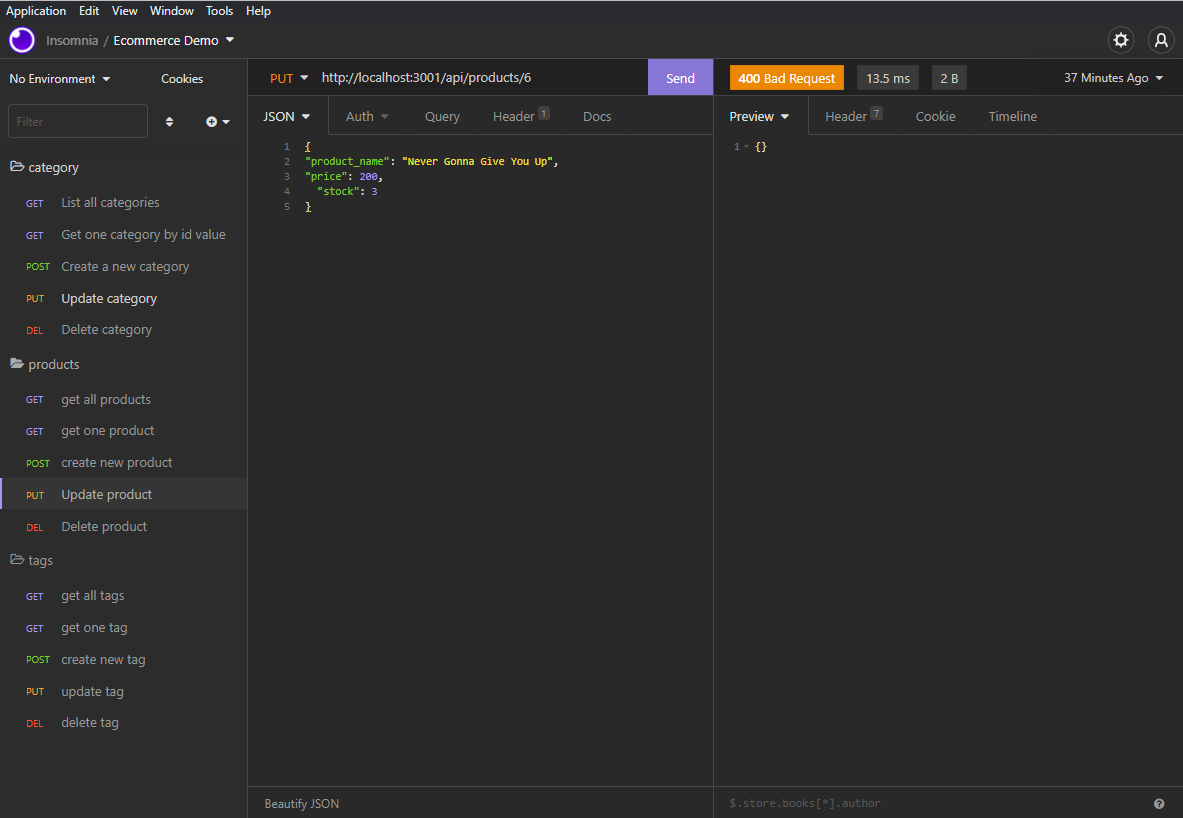 Application Edit View Window Tools Help
Insomnia / Ecommerce Demo
No Environment Cookies
Filter
category
GET List all categories
GET Get one category by id value
POST Create a new category
PUT Update category
DEL Delete category
products
GET get all products
GET get one product
POST create new product
PUT Update product
DEL Delete product
tags
GET get all tags
GET get one tag
POST create new tag
PUT update tag
DEL delete tag
PUT http://localhost:3001/api/products/6 Send
JSON Auth Query Header 1 Docs
1 {
2 "product_name": "Never Gonna Give You Up",
3 "price": 200,
4 "stock": 3
5 }
Beautify JSON
400 Bad Request 13.5 ms 2 B 37 Minutes Ago
Preview Header 7 Cookie Timeline
1 {}
$.store.books[*].author ?